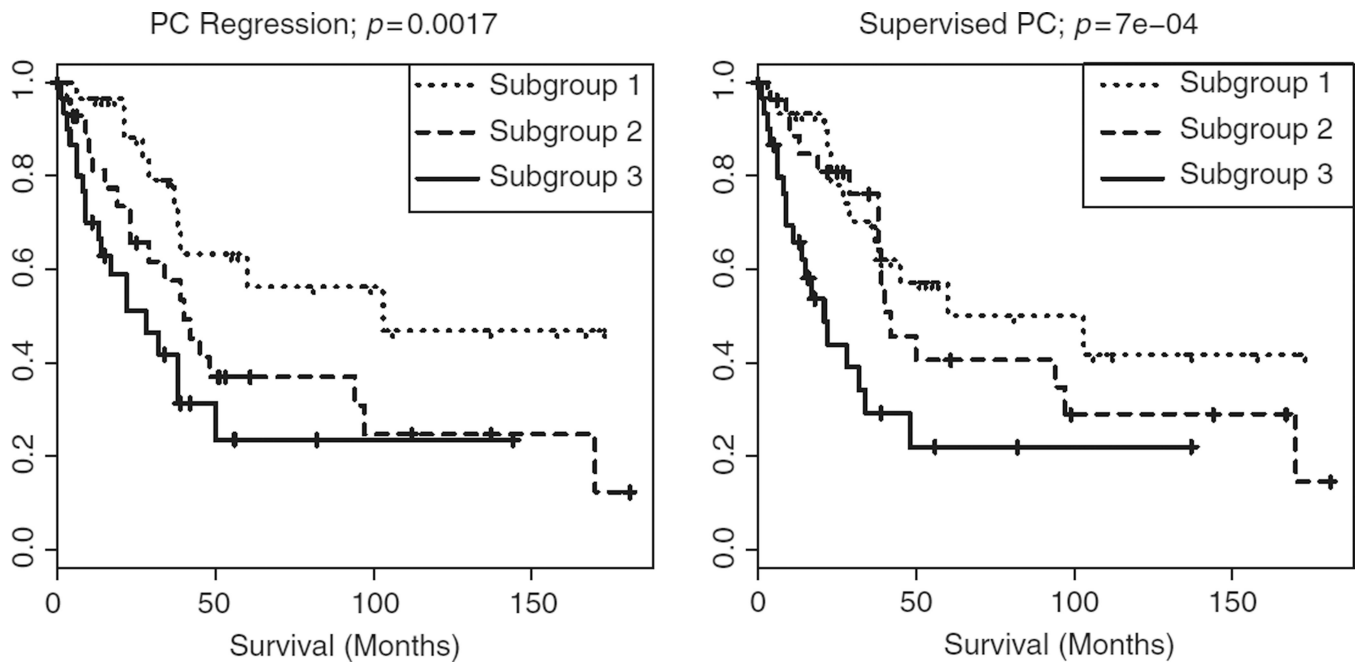 PC Regression; p=0.0017
1.0
0.8
0.6
0.4
0.2
0.0
Subgroup 1
Subgroup 2
Subgroup 3
0 50 100 150
Survival (Months)
Supervised PC; p=7e−04
1.0
0.8
0.6
0.4
0.2
0.0
Subgroup 1
Subgroup 2
Subgroup 3
0 50 100 150
Survival (Months)